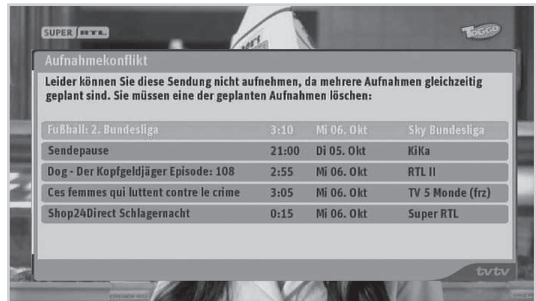 SUPER RTL
TOGGO
Aufnahmekonflikt
Leider können Sie diese Sendung nicht aufnehmen, da mehrere Aufnahmen gleichzeitig
geplant sind. Sie müssen eine der geplanten Aufnahmen löschen:
Fußball: 2. Bundesliga 3:10 Mi 06. Okt Sky Bundesliga
Sendepause 21:00 Di 05. Okt KiKa
Dog - Der Kopfgeldjäger Episode: 108 2:55 Mi 06. Okt RTL II
Ces femmes qui luttent contre le crime 3:05 Mi 06. Okt TV 5 Monde (frz)
Shop24Direct Schlagernacht 0:15 Mi 06. Okt Super RTL
tvtv